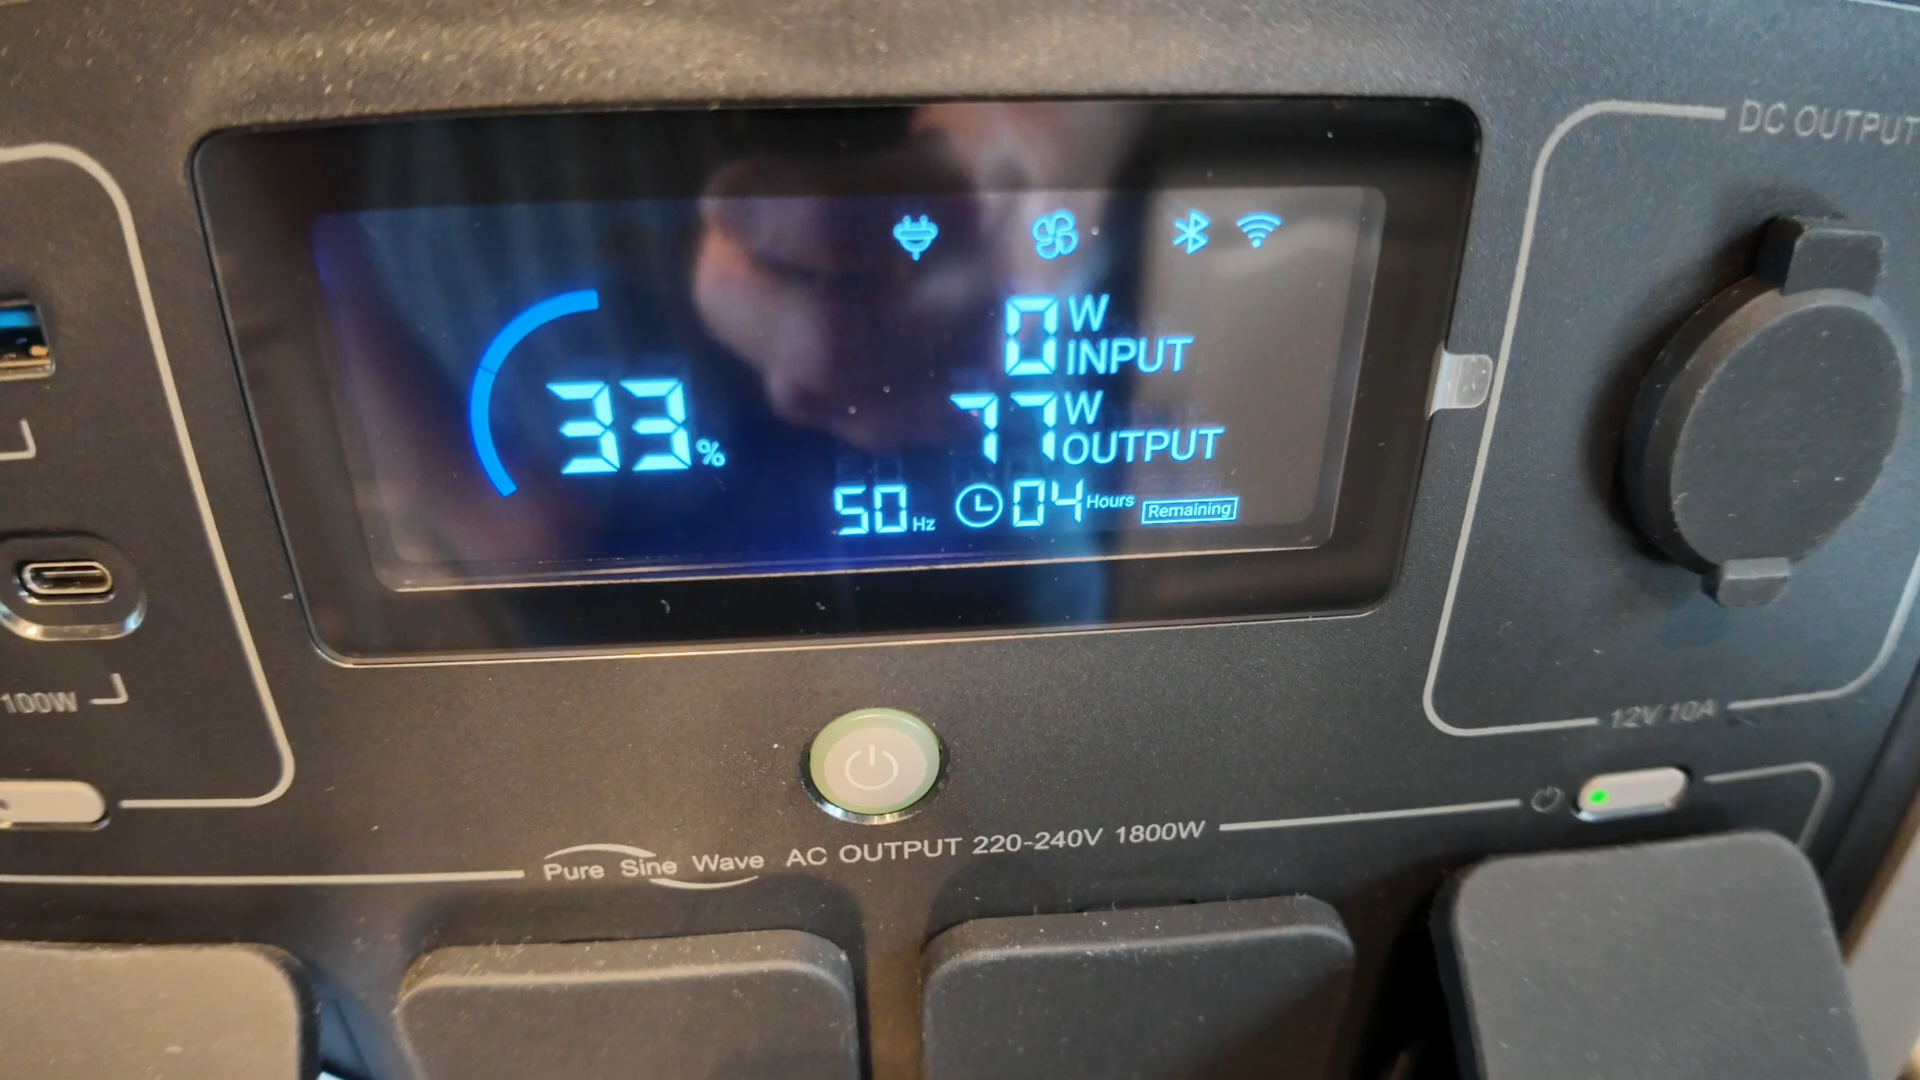 DC OUTPUT
0 W
INPUT
33 %
77 W
OUTPUT
50 Hz 04 Hours Remaining
100W
12V 10A
Pure Sine Wave AC OUTPUT 220-240V 1800W